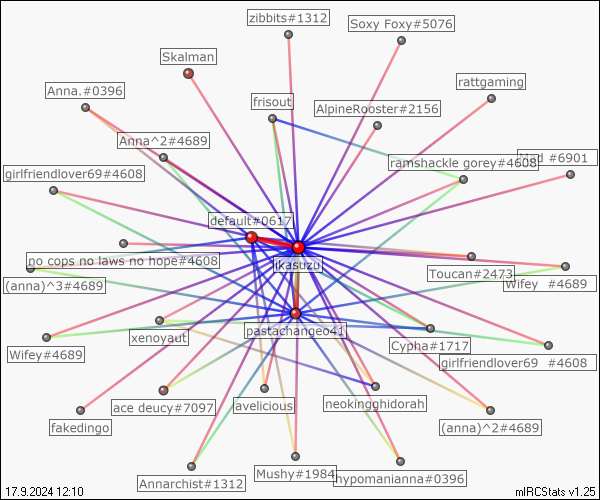 zibbits#1312
Soxy Foxy#5076
Skalman
rattgaming
Anna.#0396
frisout
AlpineRooster#2156
Anna^2#4689
ramshackle gorey#4608
#6901
girlfriendlover69#4608
default#0617
no cops no laws no hope#4608
ikasuzu
Toucan#2473
Wifey #4689
(anna)^3#4689
pastachangeo41
xenoyaut
Cypha#1717
Wifey#4689
girlfriendlover69 #4608
ace deucy#7097
avelicious
neokingghidorah
fakedingo
(anna)^2#4689
Annarchist#1312
Mushy#1984
hypomanianna#0396
17.9.2024 12:10
mIRCStats v1.25